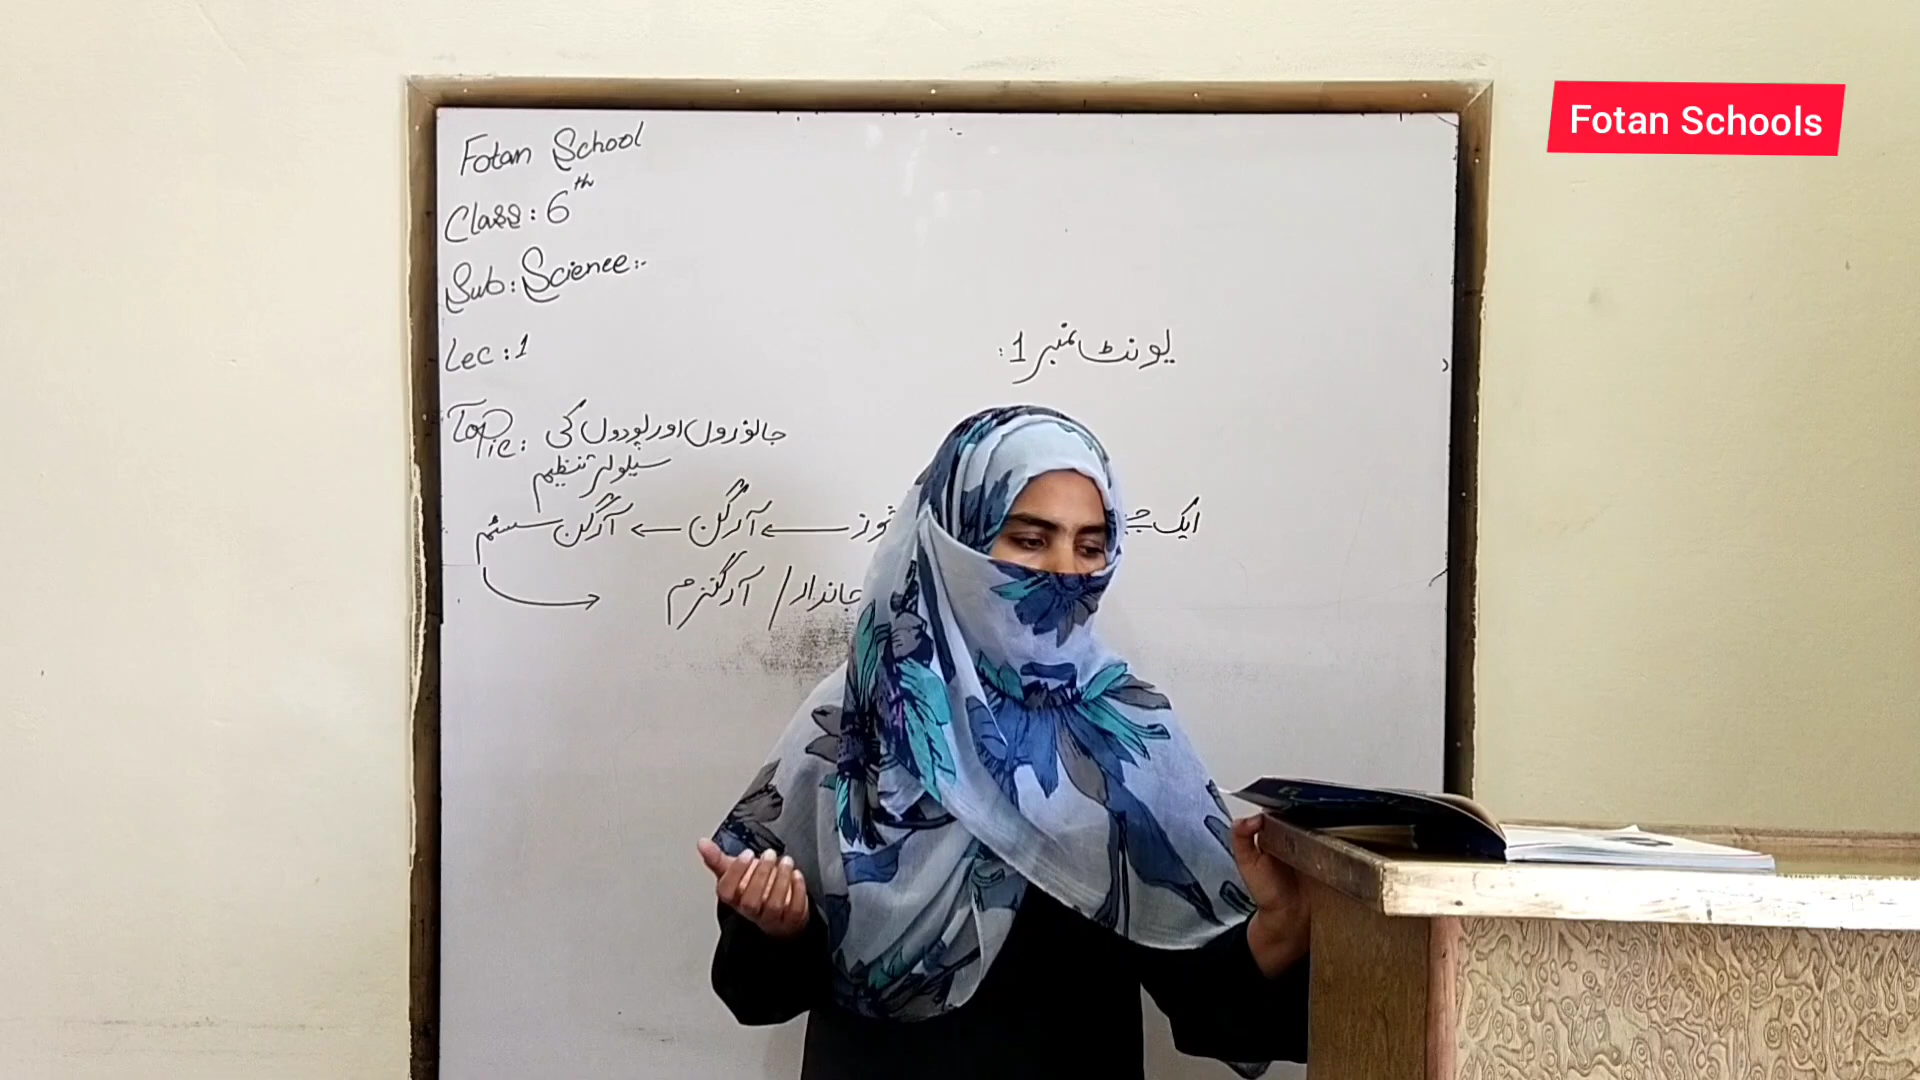 Fotan Schools
Fotan School
Class: 6th
Sub: Science:-
Lec: 1
یونٹ نمبر 1:
Topic: جانوروں اور پودوں کی
سیلولر تنظیم
ایک ← آرگن ← آرگن سسٹم
جاندار / آرگنزم